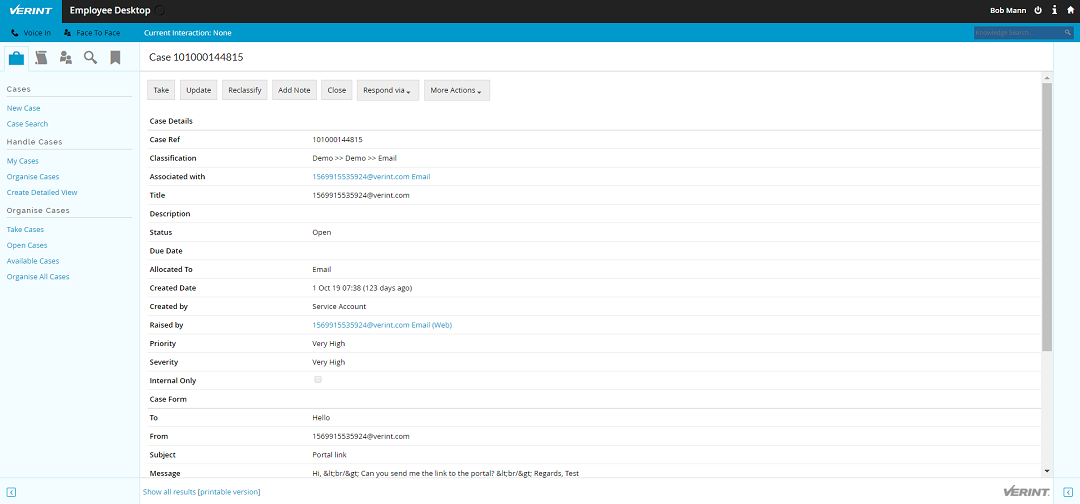 VERINT Employee Desktop Bob Mann
Voice In Face To Face Current Interaction: None Knowledge Search
Case 101000144815
Cases
New Case
Case Search
Handle Cases
My Cases
Organise Cases
Create Detailed View
Organise Cases
Take Cases
Open Cases
Available Cases
Organise All Cases
Take Update Reclassify Add Note Close Respond via More Actions
Case Details
Case Ref 101000144815
Classification Demo >> Demo >> Email
Associated with 1569915535924@verint.com Email
Title 1569915535924@verint.com
Description
Status Open
Due Date
Allocated To Email
Created Date 1 Oct 19 07:38 (123 days ago)
Created by Service Account
Raised by 1569915535924@verint.com Email (Web)
Priority Very High
Severity Very High
Internal Only
Case Form
To Hello
From 1569915535924@verint.com
Subject Portal link
Message Hi, &lt;br/&gt; Can you send me the link to the portal? &lt;br/&gt; Regards, Test
Show all results [printable version] VERINT.